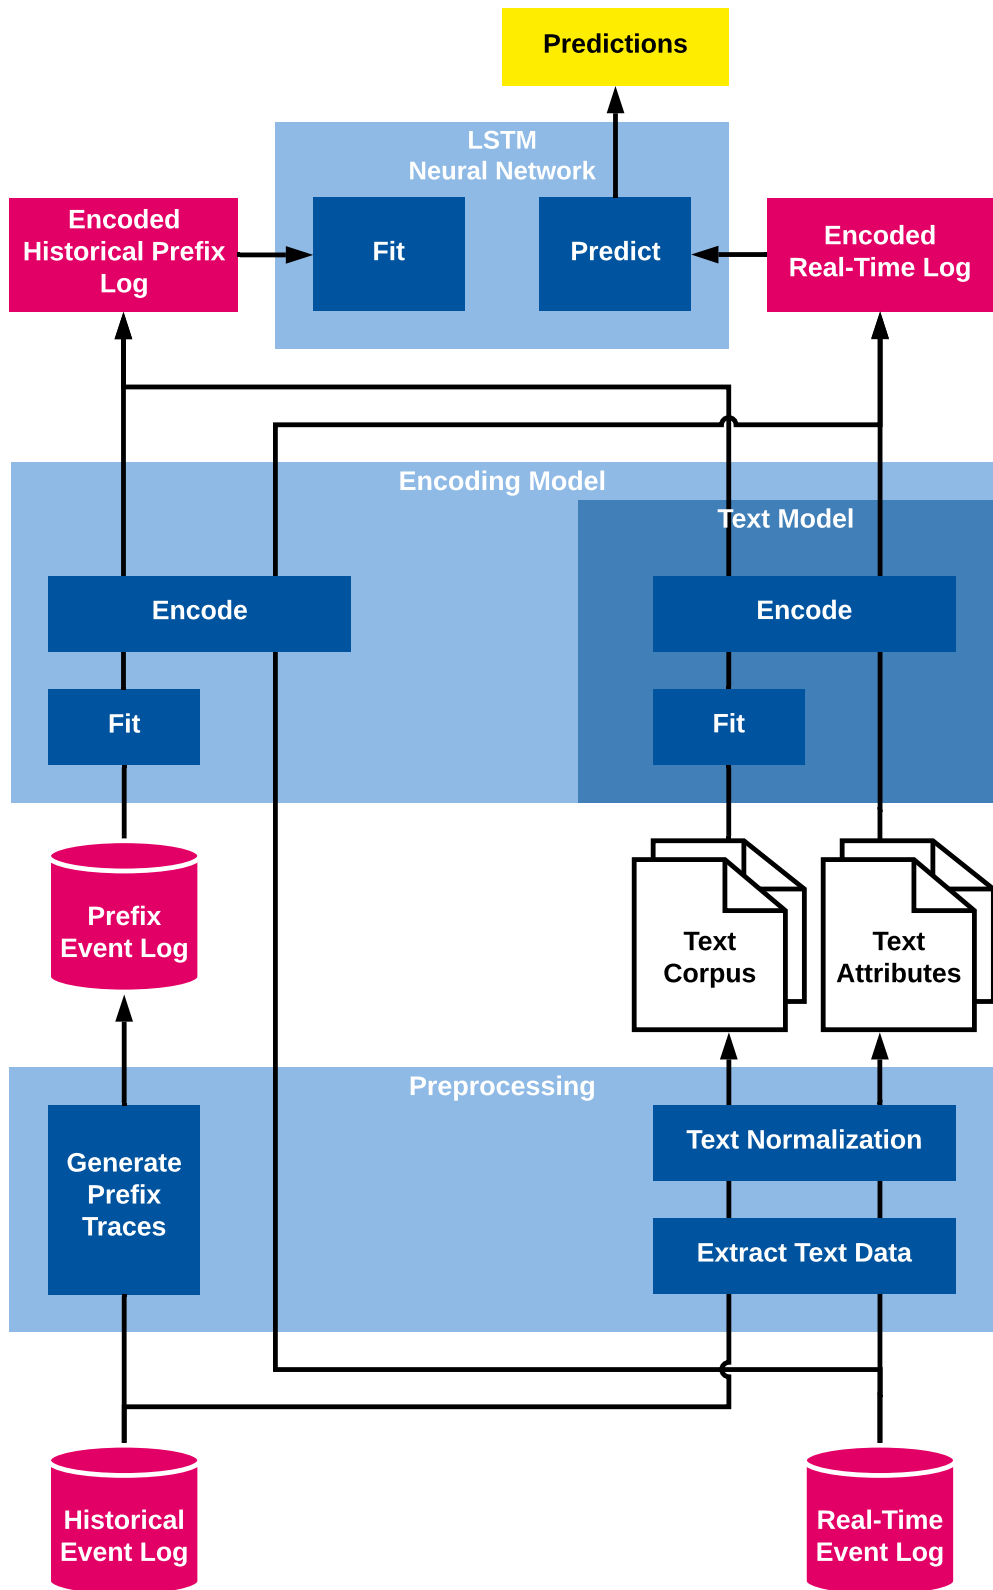 Predictions
LSTM
Neural Network
Encoded
Historical Prefix
Log
Fit
Predict
Encoded
Real-Time Log
Encoding Model
Text Model
Encode
Encode
Fit
Fit
Prefix
Event Log
Text
Corpus
Text
Attributes
Preprocessing
Generate
Prefix
Traces
Text Normalization
Extract Text Data
Historical
Event Log
Real-Time
Event Log